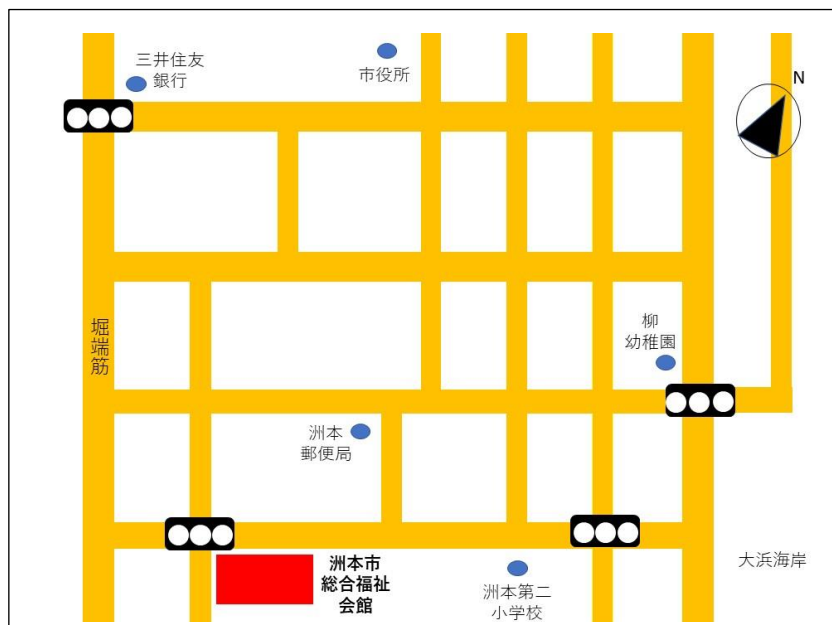 三井住友
銀行
市役所
N
堀端筋
柳
幼稚園
洲本
郵便局
洲本市
総合福祉
会館
洲本第二
小学校
大浜海岸